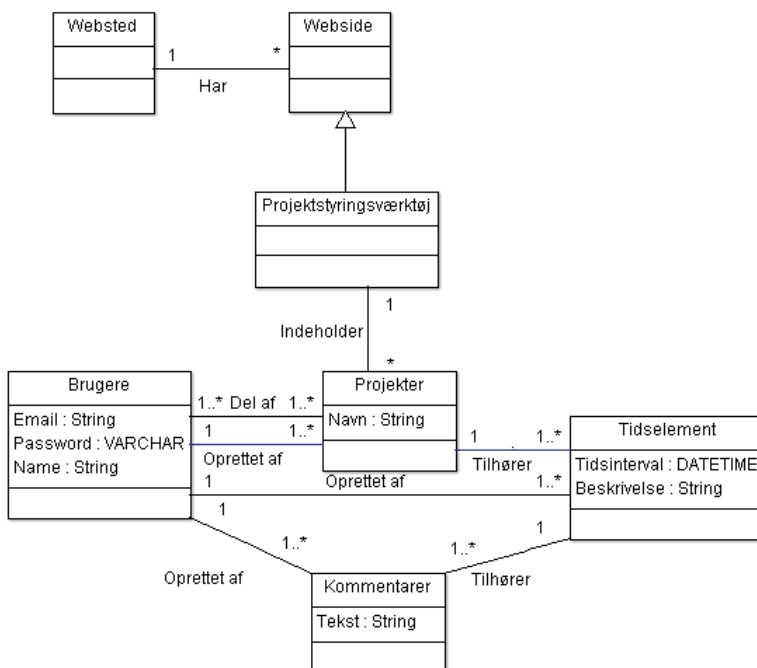 Websted
Webside
1
*
Har
Projektstyringsværktøj
1
Indeholder
*
Brugere
Email : String
Password : VARCHAR
Name : String
1..* Del af 1..*
1
1..*
Oprettet af
Projekter
Navn : String
1
1..*
Tilhører
Tidselement
Tidsinterval : DATETIME
Beskrivelse : String
1
Oprettet af
1..*
1
1..*
Oprettet af
1..*
1
Tilhører
Kommentarer
Tekst : String